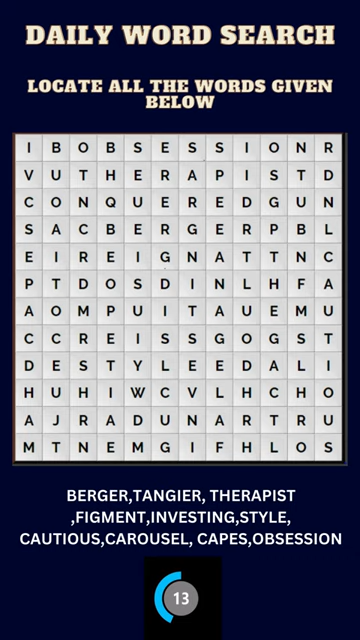 DAILY WORD SEARCH
LOCATE ALL THE WORDS GIVEN
BELOW
I B O B S E S S I O N R
V U T H E R A P I S T D
C O N Q U E R E D G U N
S A C B E R G E R P B L
E I R E I G N A T T N C
P T D O S D I N L H F A
A O M P U I T A U E M U
C C R E I S S G O G S T
D E S T Y L E E D A L I
H U H I W C V L H C H O
A J R A D U N A R T R U
M T N E M G I F H L O S
BERGER,TANGIER, THERAPIST
,FIGMENT,INVESTING,STYLE,
CAUTIOUS,CAROUSEL, CAPES,OBSESSION
13